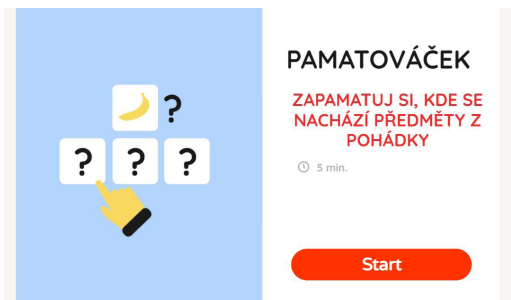 ?
? ? ?
PAMATOVÁČEK
ZAPAMATUJ SI, KDE SE
NACHÁZÍ PŘEDMĚTY Z
POHÁDKY
5 min.
Start